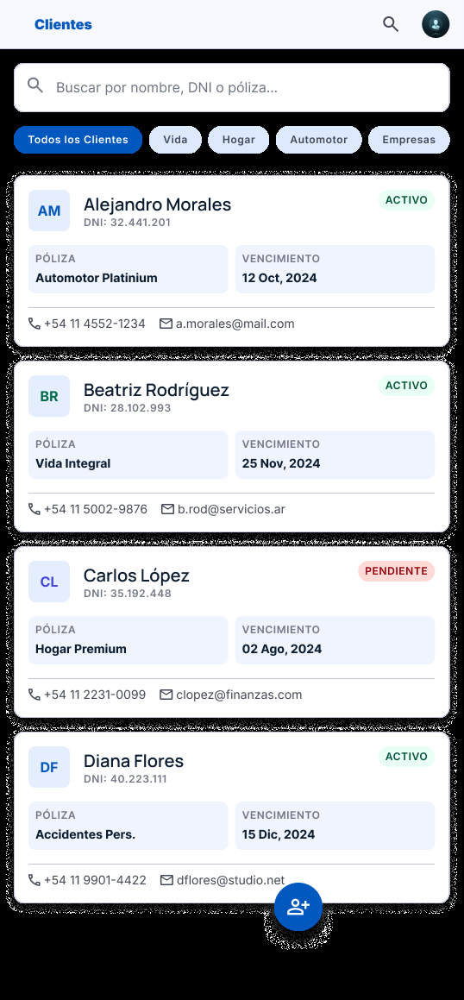 Clientes
Buscar por nombre, DNI o póliza...
Todos los Clientes Vida Hogar Automotor Empresas
AM Alejandro Morales ACTIVO
DNI: 32.441.201
PÓLIZA VENCIMIENTO
Automotor Platinium 12 Oct, 2024
+54 11 4552-1234 a.morales@mail.com
BR Beatriz Rodríguez ACTIVO
DNI: 28.102.993
PÓLIZA VENCIMIENTO
Vida Integral 25 Nov, 2024
+54 11 5002-9876 b.rod@servicios.ar
CL Carlos López PENDIENTE
DNI: 35.192.448
PÓLIZA VENCIMIENTO
Hogar Premium 02 Ago, 2024
+54 11 2231-0099 clopez@finanzas.com
DF Diana Flores ACTIVO
DNI: 40.223.111
PÓLIZA VENCIMIENTO
Accidentes Pers. 15 Dic, 2024
+54 11 9901-4422 dflores@studio.net